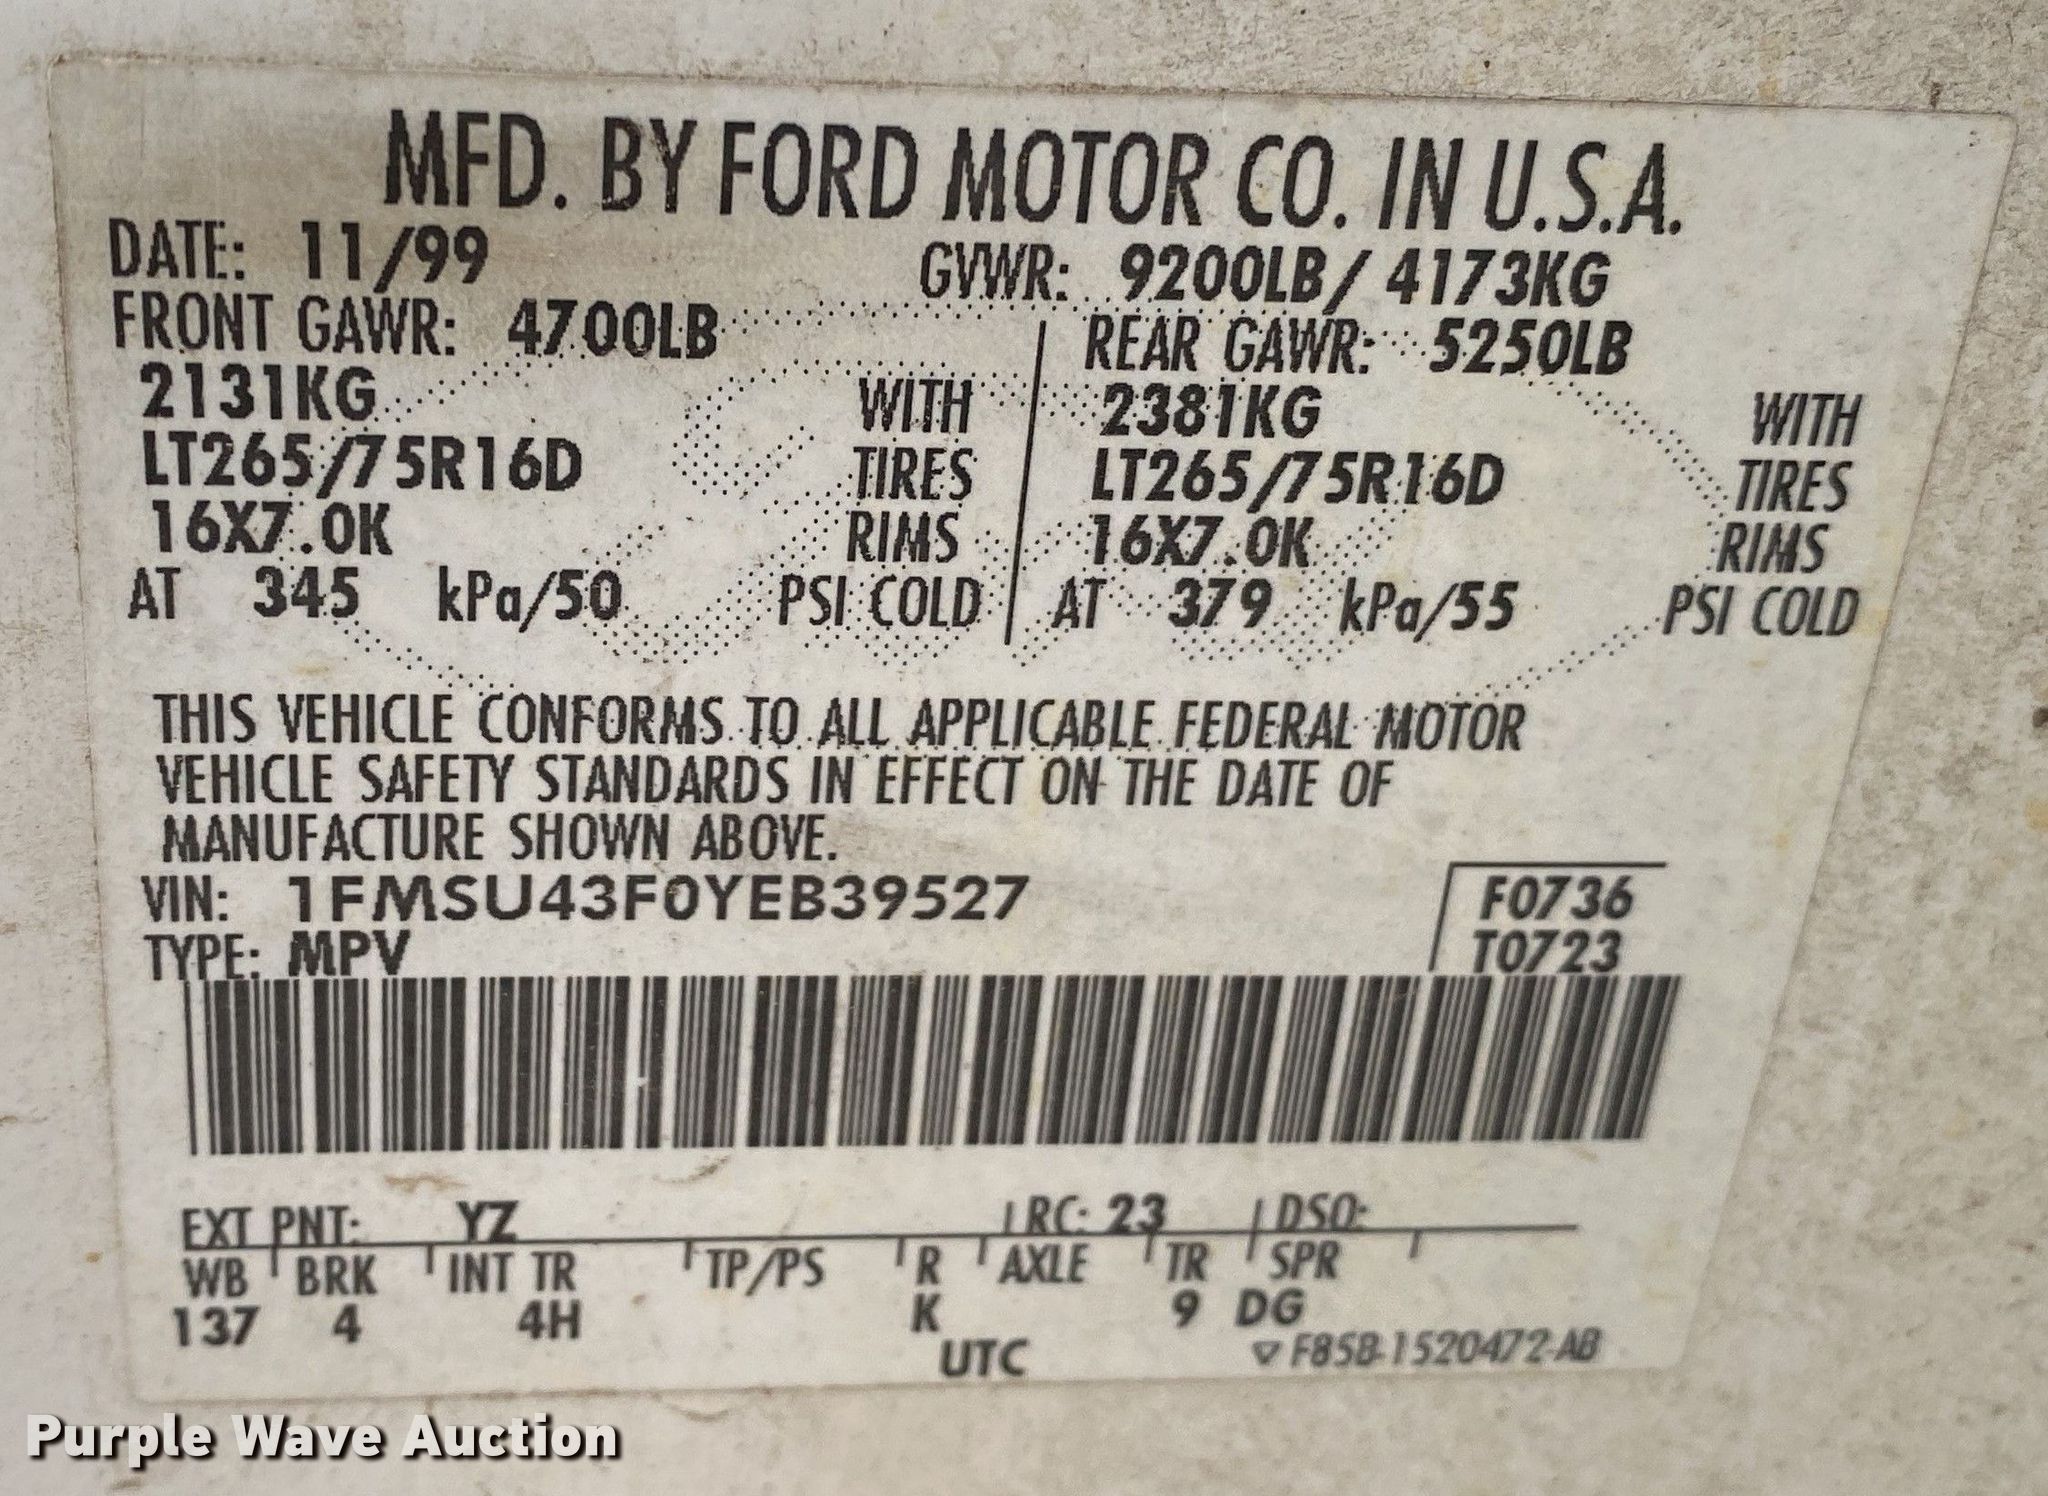 MFD. BY FORD MOTOR CO. IN U.S.A.
DATE: 11/99 GVWR: 9200LB/ 4173KG
FRONT GAWR: 4700LB REAR GAWR: 5250LB
2131KG WITH 2381KG WITH
LT265/75R16D TIRES LT265/75R16D TIRES
16X7.0K RIMS 16X7.0K RIMS
AT 345 kPa/50 PSI COLD AT 379 kPa/55 PSI COLD
THIS VEHICLE CONFORMS TO ALL APPLICABLE FEDERAL MOTOR
VEHICLE SAFETY STANDARDS IN EFFECT ON THE DATE OF
MANUFACTURE SHOWN ABOVE.
VIN: 1FMSU43F0YEB39527 F0736
TYPE: MPV T0723
EXT PNT: YZ RC: 23 DSO:
WB BRK INT TR TP/PS R AXLE TR SPR
137 4 4H K 9 DG
UTC ▽ F85B-1520472-AB
Purple Wave Auction